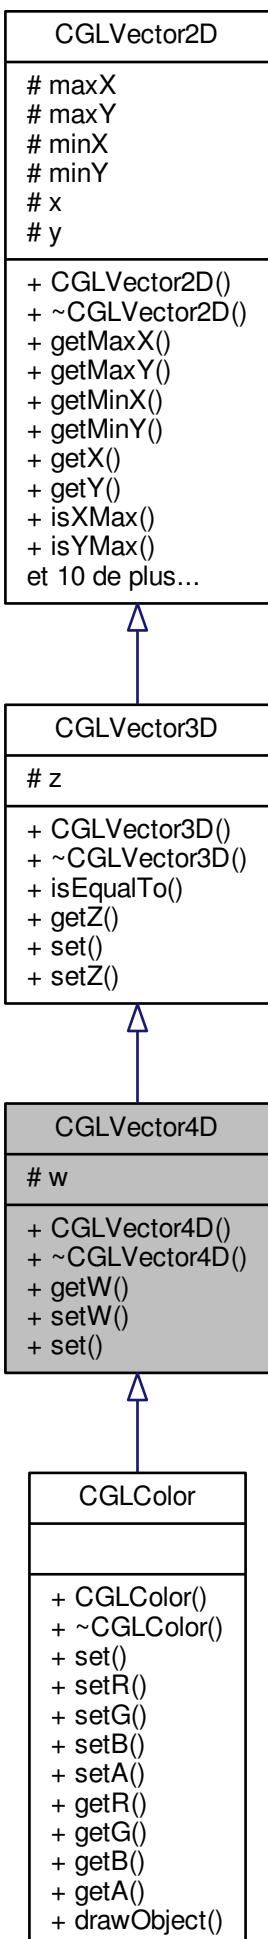 CGLVector2D
# maxX
# maxY
# minX
# minY
# x
# y
+ CGLVector2D()
+ ~CGLVector2D()
+ getMaxX()
+ getMaxY()
+ getMinX()
+ getMinY()
+ getX()
+ getY()
+ isXMax()
+ isYMax()
et 10 de plus...
CGLVector3D
# z
+ CGLVector3D()
+ ~CGLVector3D()
+ isEqualTo()
+ getZ()
+ set()
+ setZ()
CGLVector4D
# w
+ CGLVector4D()
+ ~CGLVector4D()
+ getW()
+ setW()
+ set()
CGLColor
+ CGLColor()
+ ~CGLColor()
+ set()
+ setR()
+ setG()
+ setB()
+ setA()
+ getR()
+ getG()
+ getB()
+ getA()
+ drawObject()